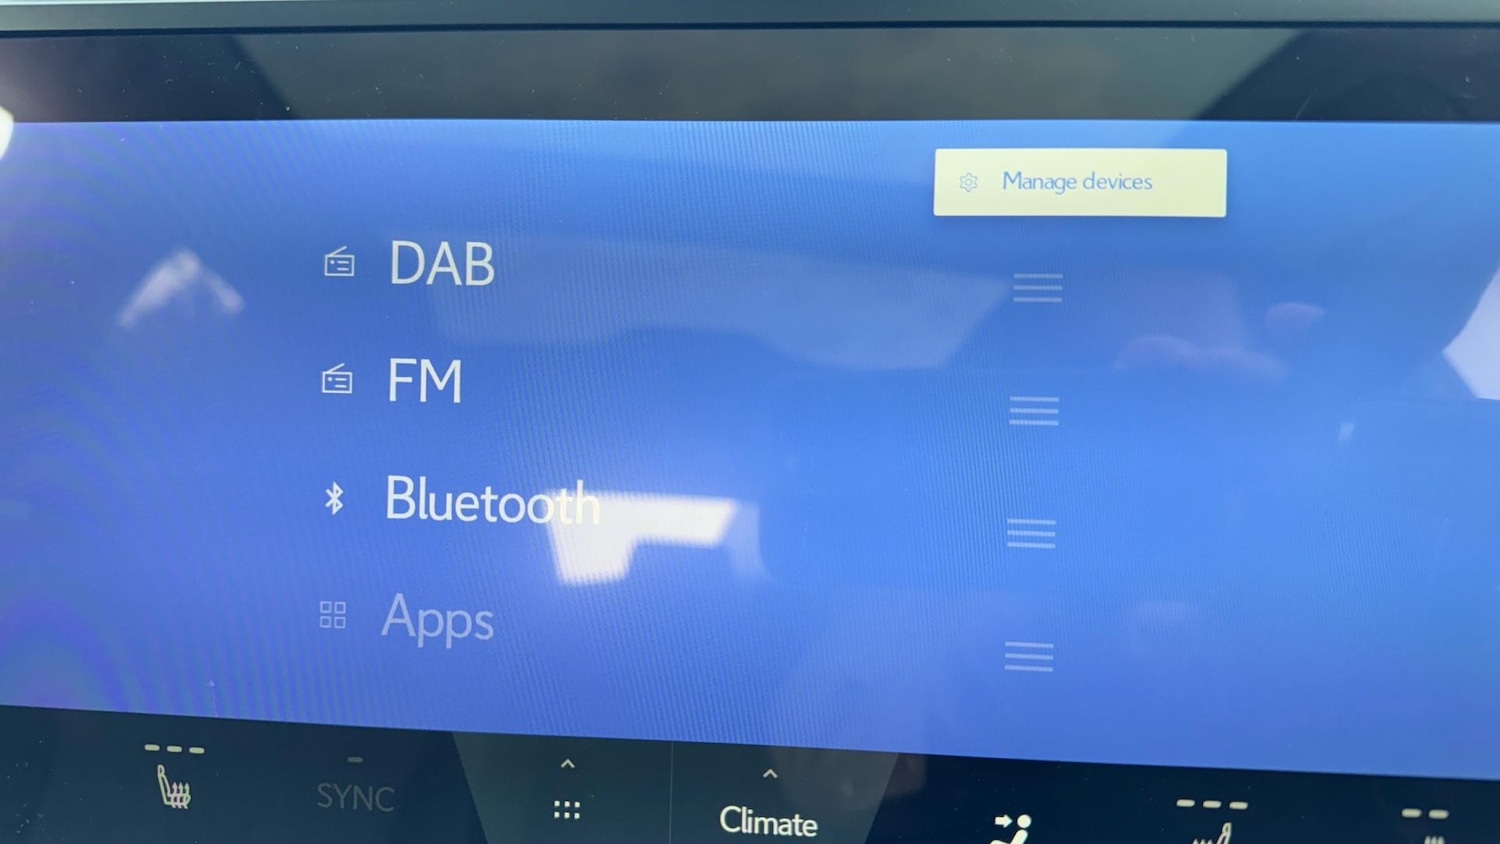 Manage devices
DAB
FM
Bluetooth
Apps
SYNC
Climate